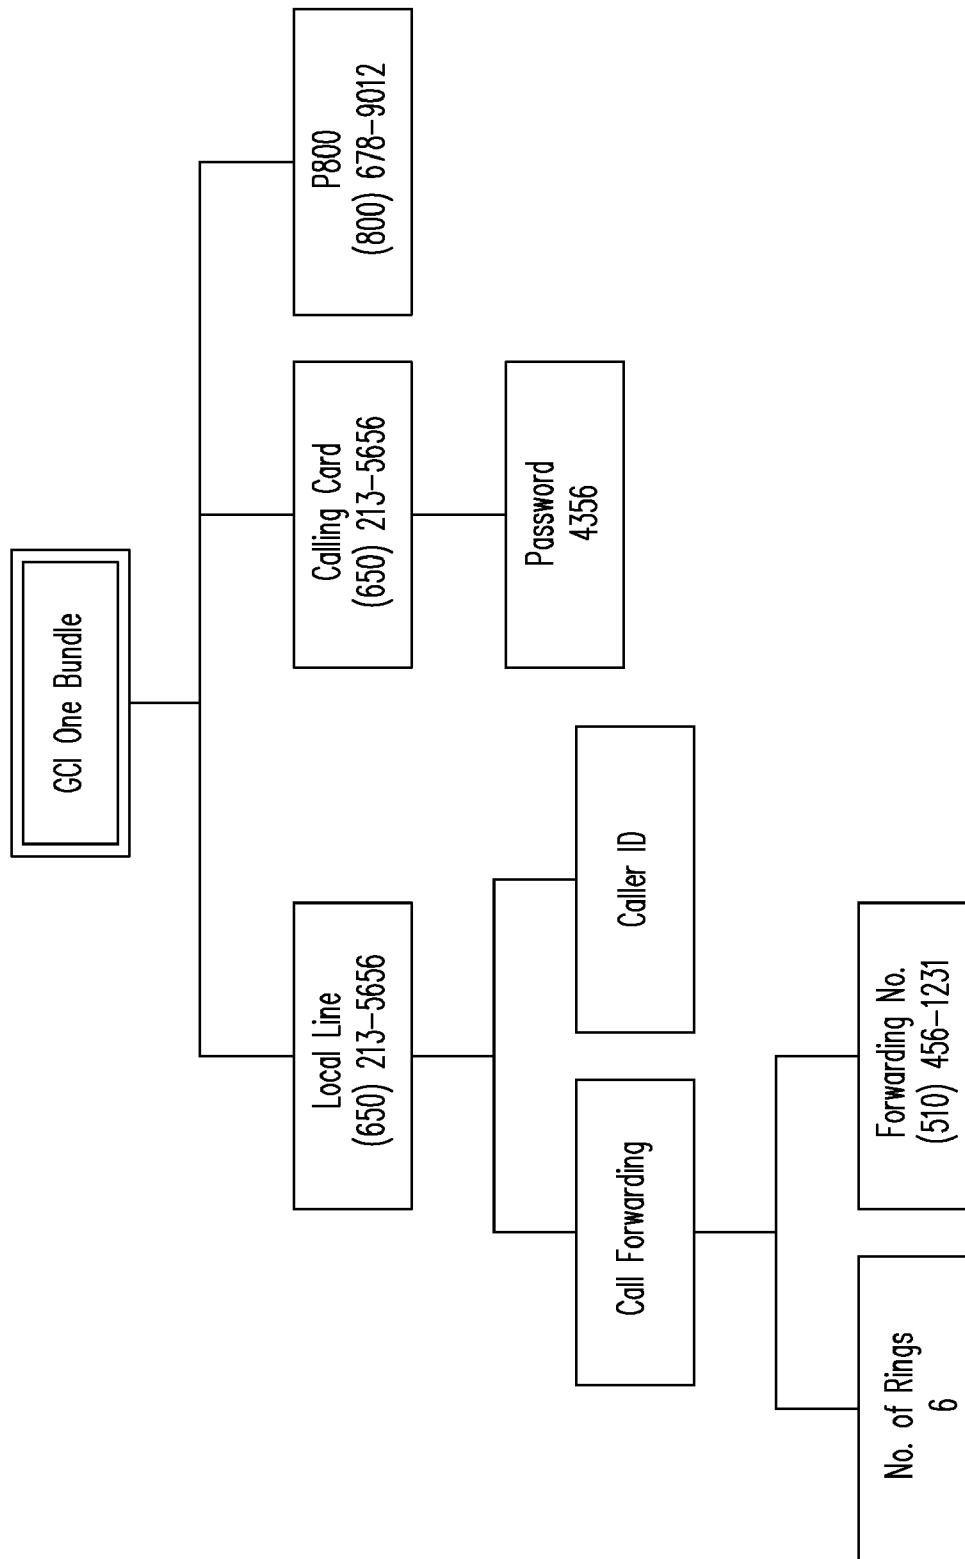 GCI One Bundle
Local Line
(650) 213-5656
Calling Card
(650) 213-5656
P800
(800) 678-9012
Call Forwarding
Caller ID
Password
4356
No. of Rings
6
Forwarding No.
(510) 456-1231